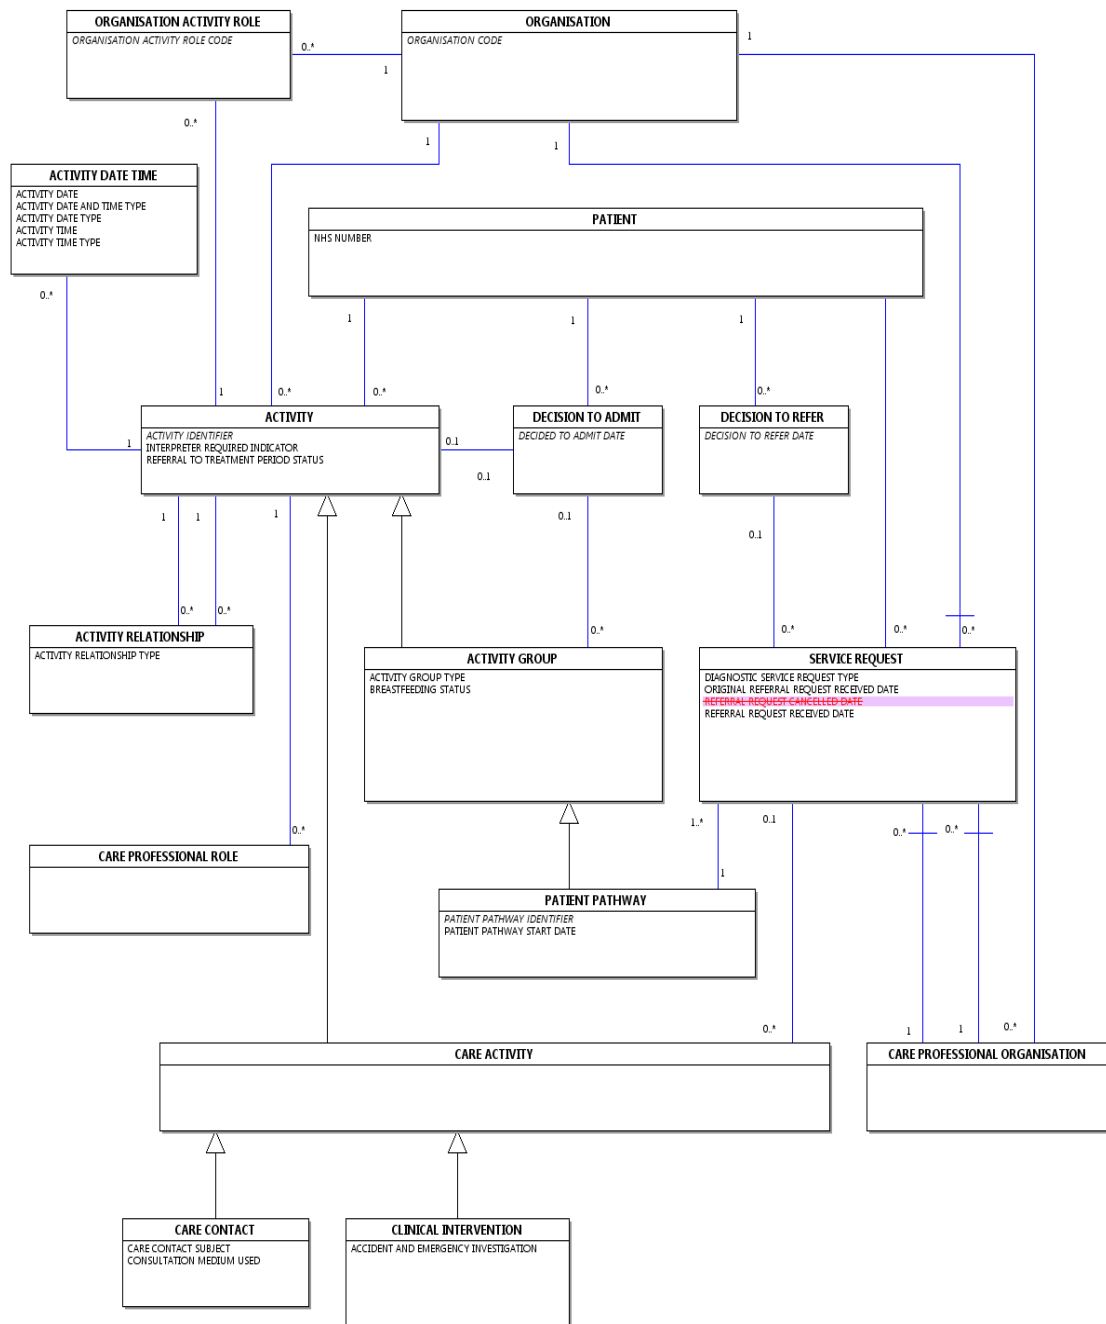 ORGANISATION ACTIVITY ROLE
ORGANISATION ACTIVITY ROLE CODE
0..*
1
ORGANISATION
ORGANISATION CODE
1
0..*
1
1
ACTIVITY DATE TIME
ACTIVITY DATE
ACTIVITY DATE AND TIME TYPE
ACTIVITY DATE TYPE
ACTIVITY TIME
ACTIVITY TIME TYPE
PATIENT
NHS NUMBER
0..*
1
1
1
1
0..*
0..*
0..*
0..*
ACTIVITY
ACTIVITY IDENTIFIER
INTERPRETER REQUIRED INDICATOR
REFERRAL TO TREATMENT PERIOD STATUS
1
0..1
0..1
DECISION TO ADMIT
DECIDED TO ADMIT DATE
DECISION TO REFER
DECISION TO REFER DATE
1
1
1
0..1
0..1
0..*
0..*
0..*
0..*
0..*
0..*
ACTIVITY RELATIONSHIP
ACTIVITY RELATIONSHIP TYPE
ACTIVITY GROUP
ACTIVITY GROUP TYPE
BREASTFEEDING STATUS
SERVICE REQUEST
DIAGNOSTIC SERVICE REQUEST TYPE
ORIGINAL REFERRAL REQUEST RECEIVED DATE
REFERRAL REQUEST CANCELLED DATE
REFERRAL REQUEST RECEIVED DATE
0..*
1..*
0..1
0..*
0..*
CARE PROFESSIONAL ROLE
1
PATIENT PATHWAY
PATIENT PATHWAY IDENTIFIER
PATIENT PATHWAY START DATE
0..*
1
1
0..*
CARE ACTIVITY
CARE PROFESSIONAL ORGANISATION
CARE CONTACT
CARE CONTACT SUBJECT
CONSULTATION MEDIUM USED
CLINICAL INTERVENTION
ACCIDENT AND EMERGENCY INVESTIGATION